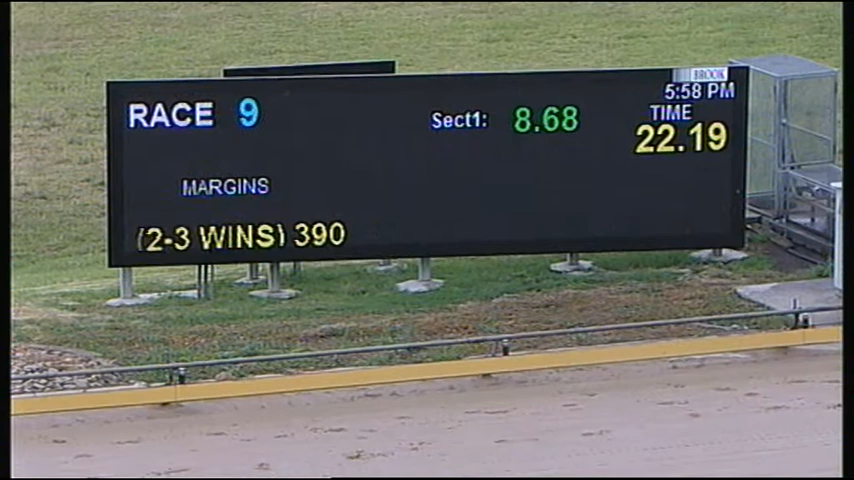 BROOK
5:58 PM
RACE 9
Sect1: 8.68
TIME
22.19
MARGINS
(2-3 WINS) 390